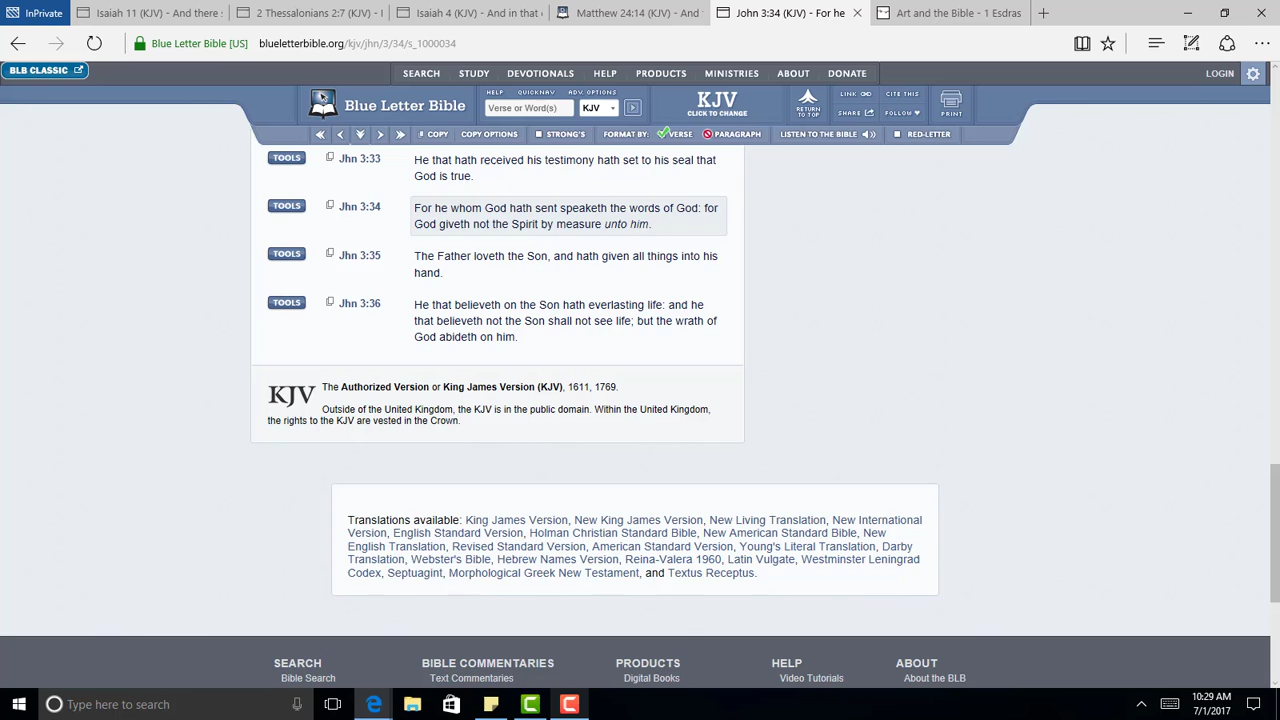 InPrivate
Isaiah 11 (KJV) - And there s
2 Thessalonians 2:7 (KJV) - I
Isaiah 4 (KJV) - And in that d
Matthew 24:14 (KJV) - And
John 3:34 (KJV) - For he
Art and the Bible - 1 Esdras
Blue Letter Bible [US]
blueletterbible.org/kjv/jhn/3/34/s_1000034
BLB CLASSIC
SEARCH STUDY DEVOTIONALS HELP PRODUCTS MINISTRIES ABOUT DONATE
LOGIN
Blue Letter Bible
HELP QUICKNAV ADV. OPTIONS
Verse or Word(s) KJV
KJV
CLICK TO CHANGE
RETURN TO TOP
LINK CITE THIS
SHARE FOLLOW
PRINT
COPY COPY OPTIONS STRONG'S FORMAT BY: VERSE PARAGRAPH LISTEN TO THE BIBLE RED-LETTER
TOOLS Jhn 3:33 He that hath received his testimony hath set to his seal that
God is true.
TOOLS Jhn 3:34 For he whom God hath sent speaketh the words of God: for
God giveth not the Spirit by measure unto him.
TOOLS Jhn 3:35 The Father loveth the Son, and hath given all things into his
hand.
TOOLS Jhn 3:36 He that believeth on the Son hath everlasting life: and he
that believeth not the Son shall not see life; but the wrath of
God abideth on him.
KJV The Authorized Version or King James Version (KJV), 1611, 1769.
Outside of the United Kingdom, the KJV is in the public domain. Within the United Kingdom,
the rights to the KJV are vested in the Crown.
Translations available: King James Version, New King James Version, New Living Translation, New International
Version, English Standard Version, Holman Christian Standard Bible, New American Standard Bible, New
English Translation, Revised Standard Version, American Standard Version, Young's Literal Translation, Darby
Translation, Webster's Bible, Hebrew Names Version, Reina-Valera 1960, Latin Vulgate, Westminster Leningrad
Codex, Septuagint, Morphological Greek New Testament, and Textus Receptus.
SEARCH BIBLE COMMENTARIES PRODUCTS HELP ABOUT
Bible Search Text Commentaries Digital Books Video Tutorials About the BLB
Type here to search
10:29 AM
7/1/2017